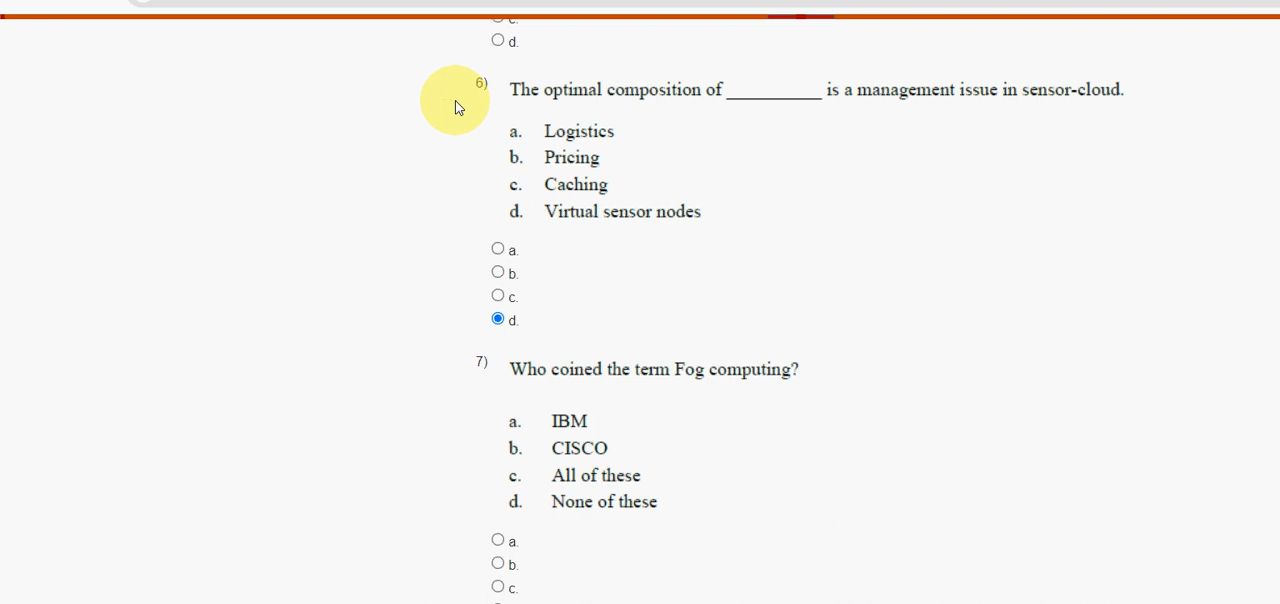 d.
6) The optimal composition of __________ is a management issue in sensor-cloud.
a. Logistics
b. Pricing
c. Caching
d. Virtual sensor nodes
a.
b.
c.
d.
7) Who coined the term Fog computing?
a. IBM
b. CISCO
c. All of these
d. None of these
a.
b.
c.